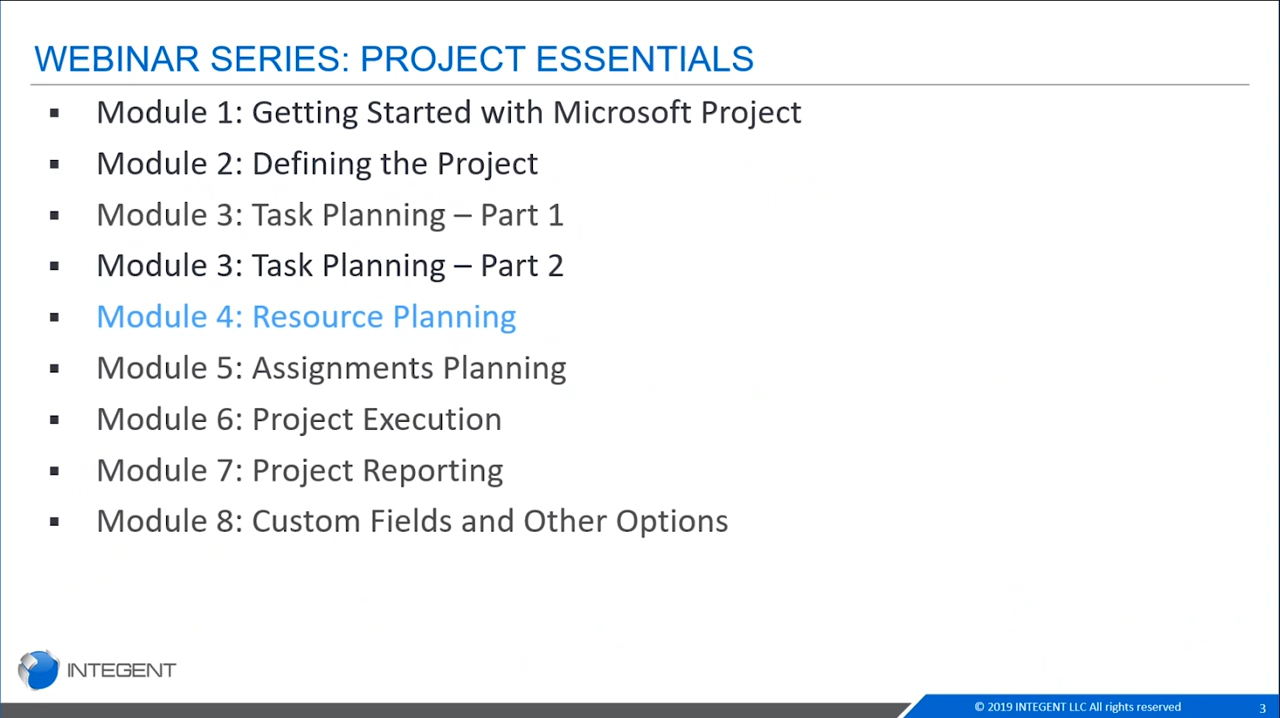 WEBINAR SERIES: PROJECT ESSENTIALS
▪ Module 1: Getting Started with Microsoft Project
▪ Module 2: Defining the Project
▪ Module 3: Task Planning – Part 1
▪ Module 3: Task Planning – Part 2
▪ Module 4: Resource Planning
▪ Module 5: Assignments Planning
▪ Module 6: Project Execution
▪ Module 7: Project Reporting
▪ Module 8: Custom Fields and Other Options
INTEGENT
© 2019 INTEGENT LLC All rights reserved 3